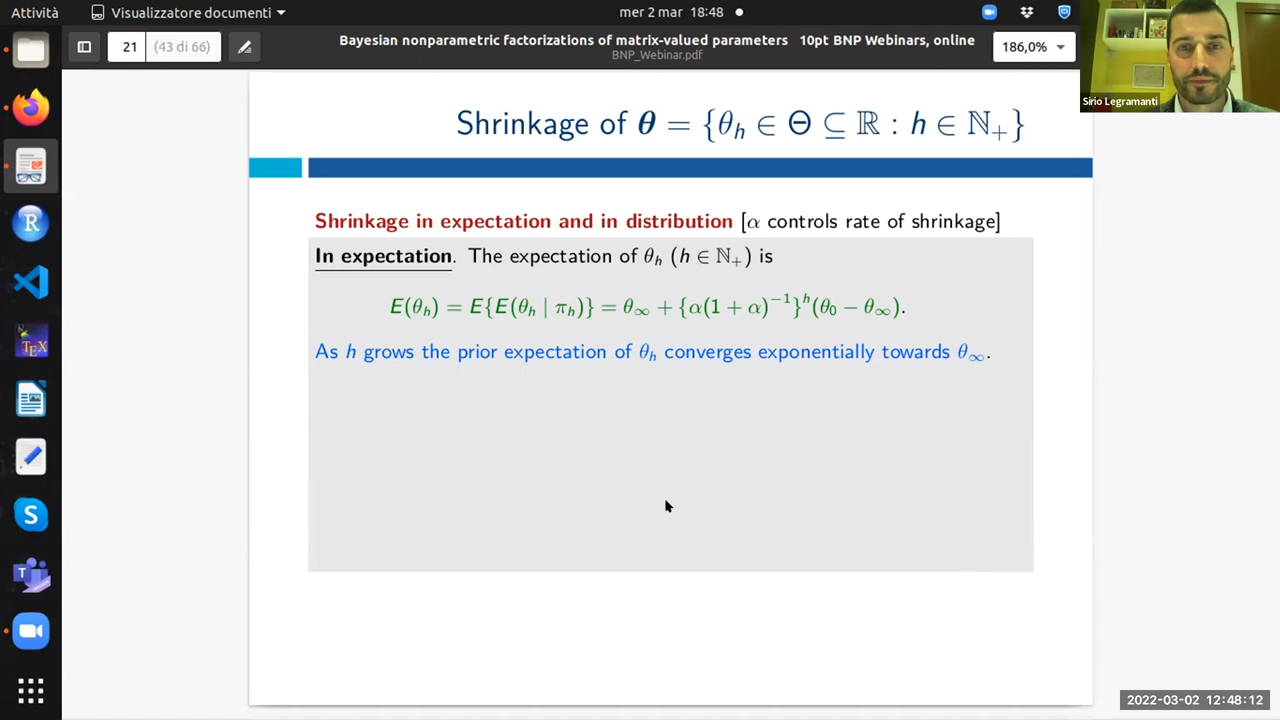 Attività
Visualizzatore documenti
mer 2 mar 18:48
21 (43 di 66)
Bayesian nonparametric factorizations of matrix-valued parameters 10pt BNP Webinars, online
BNP_Webinar.pdf
186,0%
Sirio Legramanti
Shrinkage of θ = {θ_h ∈ Θ ⊆ ℝ : h ∈ ℕ₊}
Shrinkage in expectation and in distribution [α controls rate of shrinkage]
In expectation. The expectation of θ_h (h ∈ ℕ₊) is
E(θ_h) = E{E(θ_h | π_h)} = θ_∞ + {α(1 + α)⁻¹}^h (θ₀ − θ_∞).
As h grows the prior expectation of θ_h converges exponentially towards θ_∞.
R
TEX
S
T
2022-03-02 12:48:12